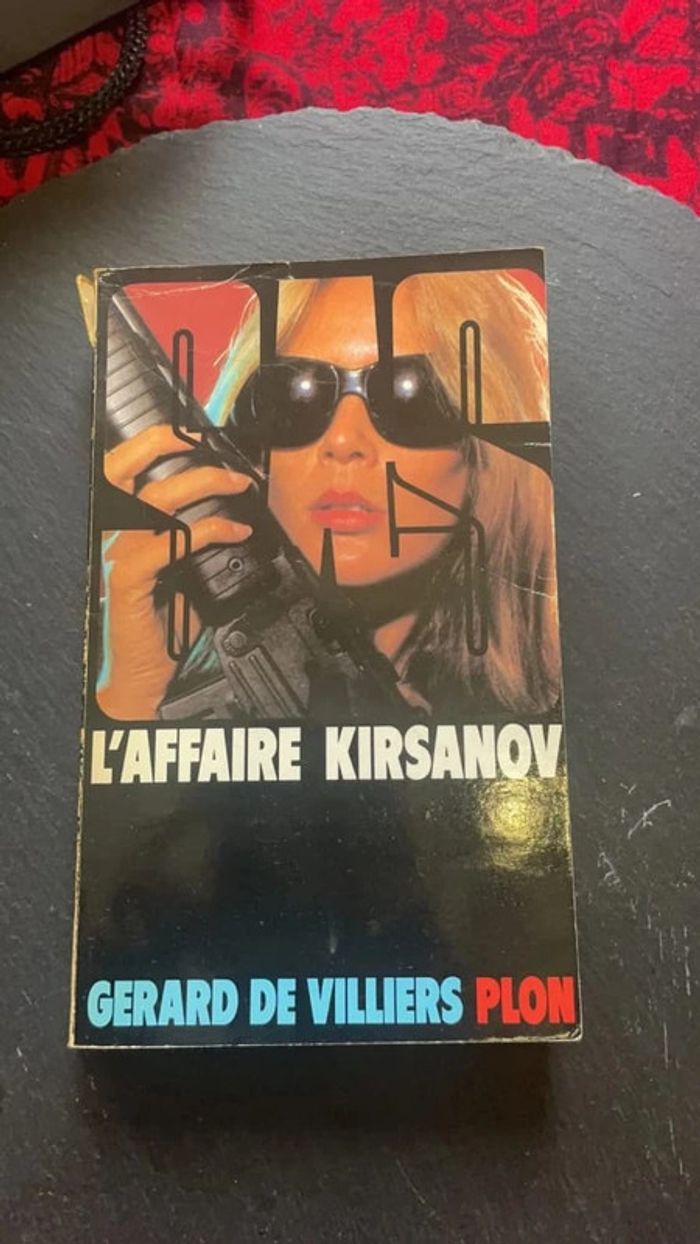 SAS
L'AFFAIRE KIRSANOV
GERARD DE VILLIERS PLON